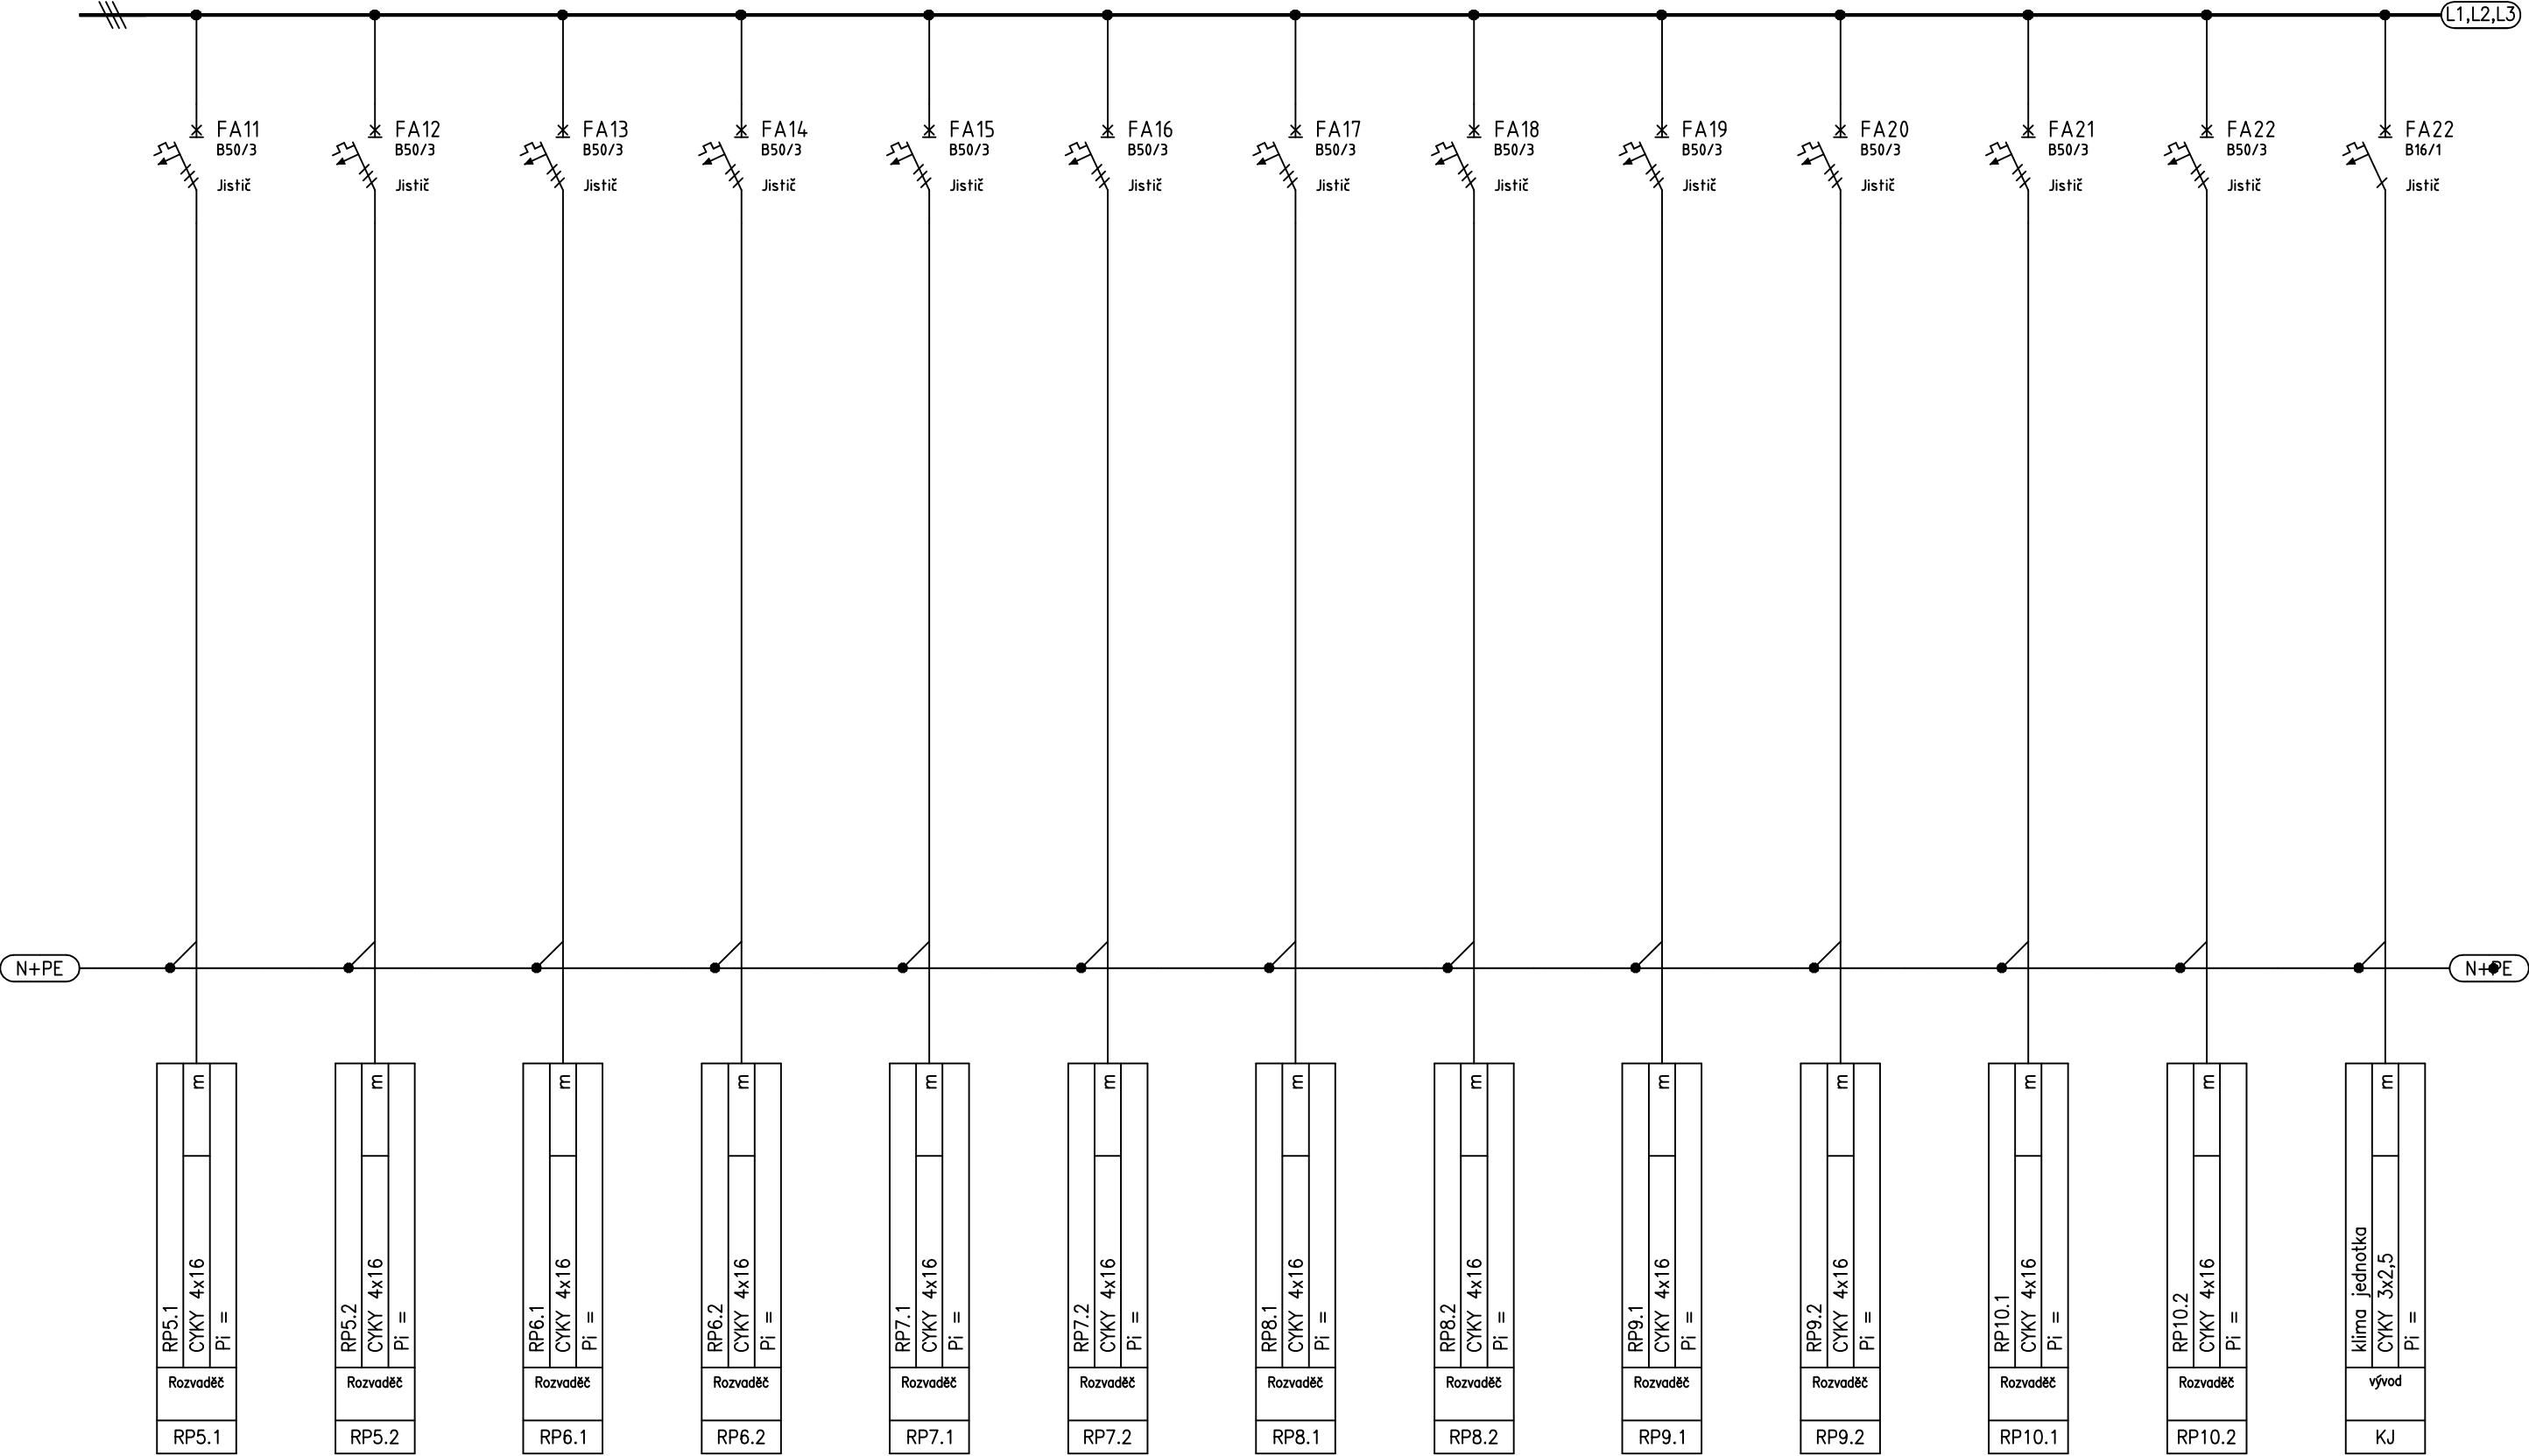 L1,L2,L3
FA11
B50/3
Jistič
FA12
B50/3
Jistič
FA13
B50/3
Jistič
FA14
B50/3
Jistič
FA15
B50/3
Jistič
FA16
B50/3
Jistič
FA17
B50/3
Jistič
FA18
B50/3
Jistič
FA19
B50/3
Jistič
FA20
B50/3
Jistič
FA21
B50/3
Jistič
FA22
B50/3
Jistič
FA22
B16/1
Jistič
N+PE
N+PE
RP5.1
CYKY 4x16
m
Pi =
Rozvaděč
RP5.1
RP5.2
CYKY 4x16
m
Pi =
Rozvaděč
RP5.2
RP6.1
CYKY 4x16
m
Pi =
Rozvaděč
RP6.1
RP6.2
CYKY 4x16
m
Pi =
Rozvaděč
RP6.2
RP7.1
CYKY 4x16
m
Pi =
Rozvaděč
RP7.1
RP7.2
CYKY 4x16
m
Pi =
Rozvaděč
RP7.2
RP8.1
CYKY 4x16
m
Pi =
Rozvaděč
RP8.1
RP8.2
CYKY 4x16
m
Pi =
Rozvaděč
RP8.2
RP9.1
CYKY 4x16
m
Pi =
Rozvaděč
RP9.1
RP9.2
CYKY 4x16
m
Pi =
Rozvaděč
RP9.2
RP10.1
CYKY 4x16
m
Pi =
Rozvaděč
RP10.1
RP10.2
CYKY 4x16
m
Pi =
Rozvaděč
RP10.2
klima jednotka
CYKY 3x2,5
m
Pi =
vývod
KJ